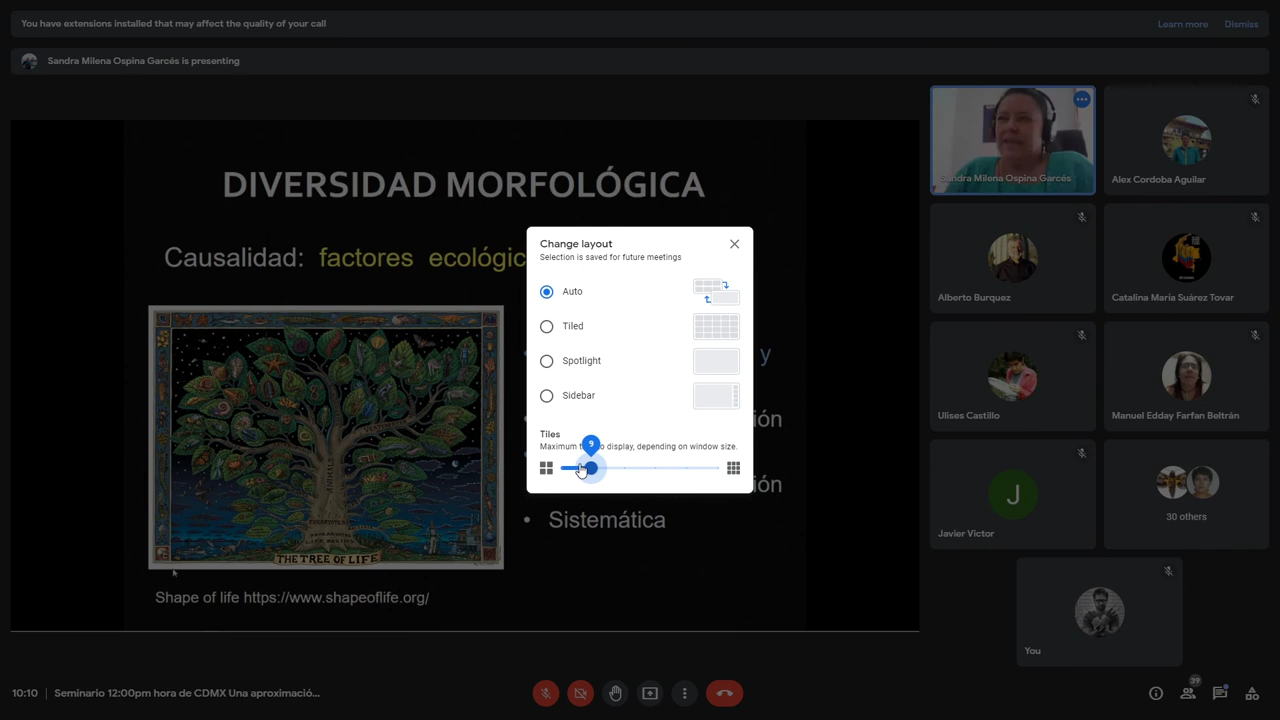 You have extensions installed that may affect the quality of your call
Learn more
Dismiss
Sandra Milena Ospina Garcés is presenting
DIVERSIDAD MORFOLÓGICA
Causalidad: factores ecológic
y
ión
ión
• Sistemática
THE TREE OF LIFE
Shape of life https://www.shapeoflife.org/
Change layout
Selection is saved for future meetings
Auto
Tiled
Spotlight
Sidebar
Tiles
Maximum t o display, depending on window size.
9
Sandra Milena Ospina Garcés
Alex Cordoba Aguilar
Alberto Burquez
Catalina María Suárez Tovar
Ulises Castillo
Manuel Edday Farfan Beltrán
J
Javier Victor
30 others
You
10:10 | Seminario 12:00pm hora de CDMX Una aproximació...
39